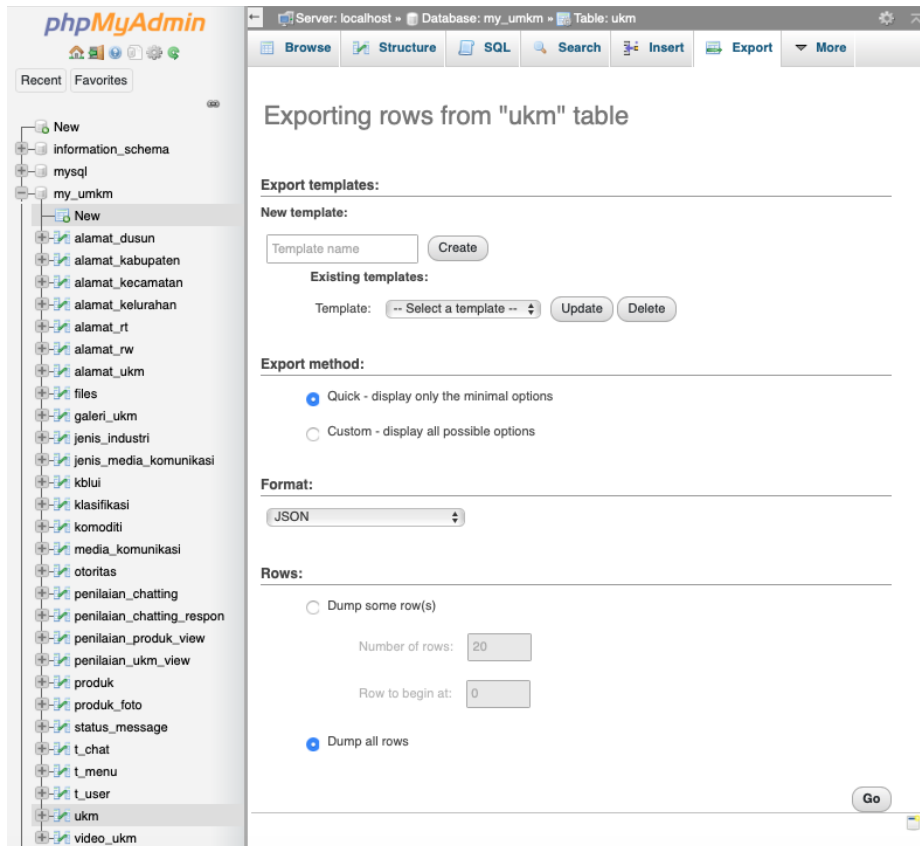 phpMyAdmin
Recent Favorites
New
information_schema
mysql
my_umkm
New
alamat_dusun
alamat_kabupaten
alamat_kecamatan
alamat_kelurahan
alamat_rt
alamat_rw
alamat_ukm
files
galeri_ukm
jenis_industri
jenis_media_komunikasi
kblui
klasifikasi
komoditi
media_komunikasi
otoritas
penilaian_chatting
penilaian_chatting_respon
penilaian_produk_view
penilaian_ukm_view
produk
produk_foto
status_message
t_chat
t_menu
t_user
ukm
video_ukm
Server: localhost » Database: my_umkm » Table: ukm
Browse Structure SQL Search Insert Export More
Exporting rows from "ukm" table
Export templates:
New template:
Template name Create
Existing templates:
Template: -- Select a template -- Update Delete
Export method:
Quick - display only the minimal options
Custom - display all possible options
Format:
JSON
Rows:
Dump some row(s)
Number of rows: 20
Row to begin at: 0
Dump all rows
Go